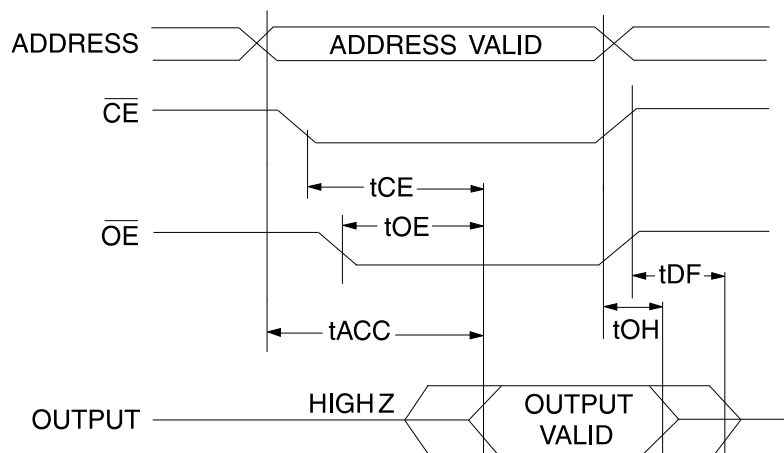 ADDRESS
ADDRESS VALID
CE
tCE
OE
tOE
tDF
tACC
tOH
OUTPUT
HIGH Z
OUTPUT
VALID